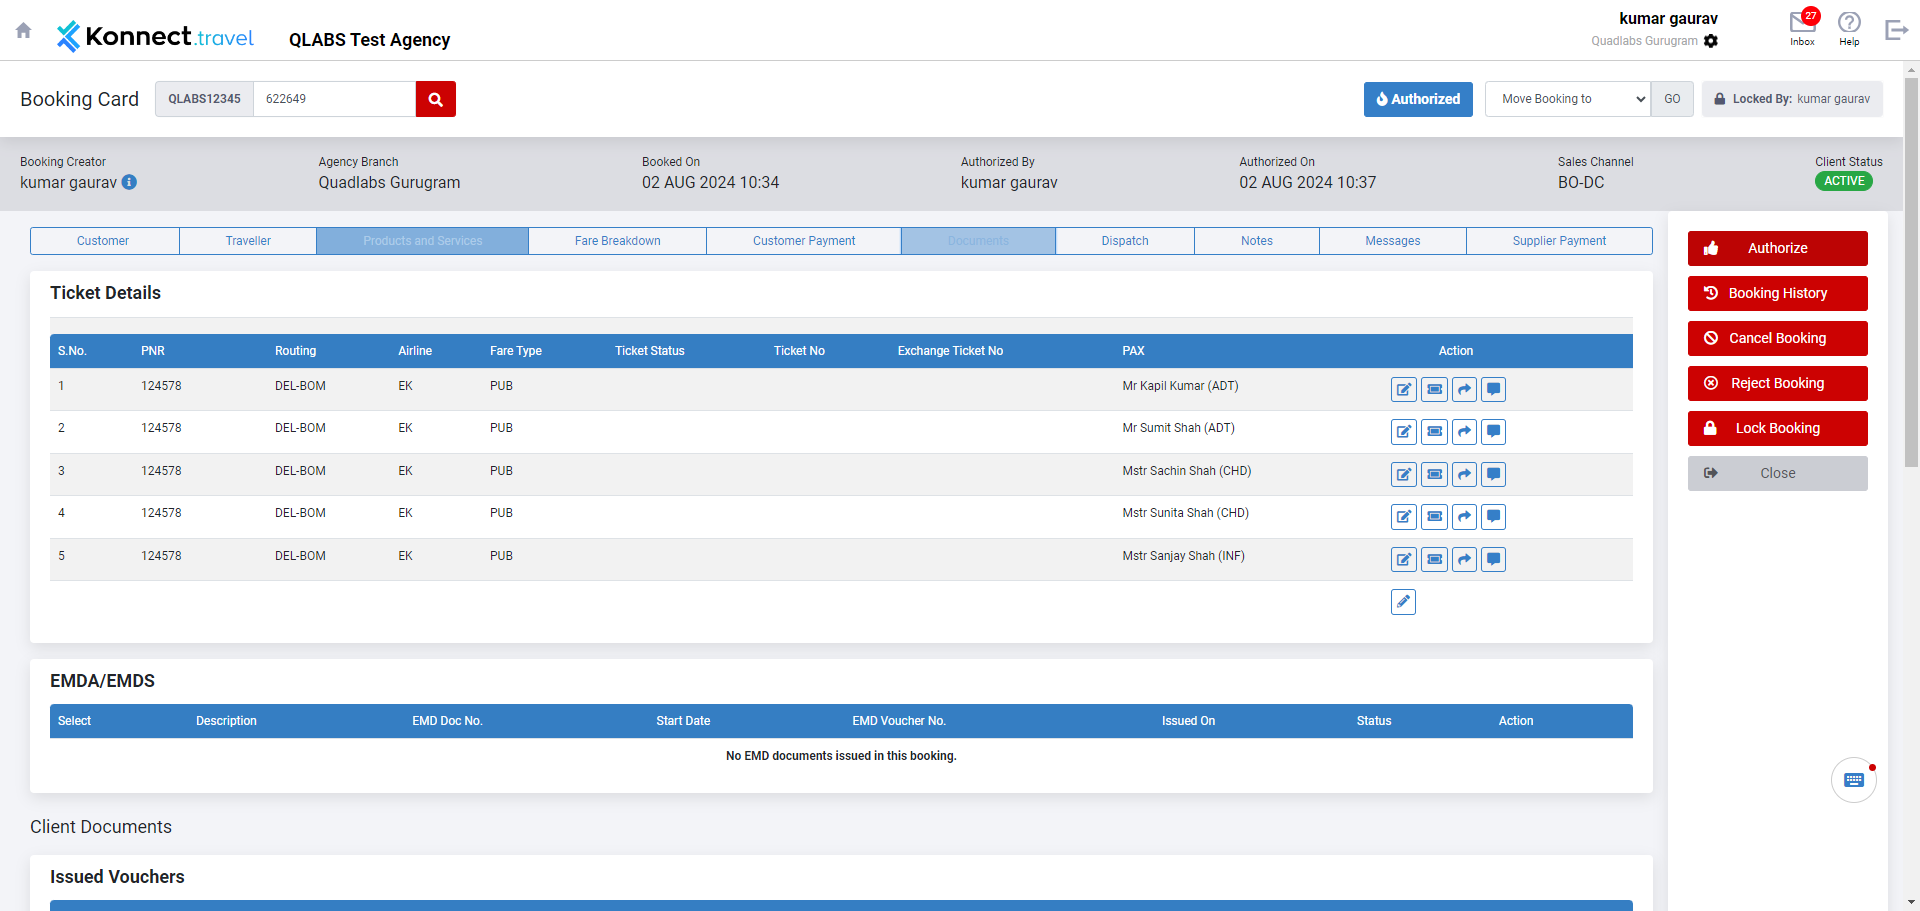 Konnect.travel
QLABS Test Agency
kumar gaurav
Quadlabs Gurugram
27
Inbox
Help
Booking Card
QLABS12345
622649
Authorized
Move Booking to
GO
Locked By: kumar gaurav
Booking Creator
kumar gaurav
Agency Branch
Quadlabs Gurugram
Booked On
02 AUG 2024 10:34
Authorized By
kumar gaurav
Authorized On
02 AUG 2024 10:37
Sales Channel
BO-DC
Client Status
ACTIVE
Customer
Traveller
Products and Services
Fare Breakdown
Customer Payment
Documents
Dispatch
Notes
Messages
Supplier Payment
Authorize
Booking History
Cancel Booking
Reject Booking
Lock Booking
Close
Ticket Details
S.No. PNR Routing Airline Fare Type Ticket Status Ticket No Exchange Ticket No PAX Action
1 124578 DEL-BOM EK PUB Mr Kapil Kumar (ADT)
2 124578 DEL-BOM EK PUB Mr Sumit Shah (ADT)
3 124578 DEL-BOM EK PUB Mstr Sachin Shah (CHD)
4 124578 DEL-BOM EK PUB Mstr Sunita Shah (CHD)
5 124578 DEL-BOM EK PUB Mstr Sanjay Shah (INF)
EMDA/EMDS
Select Description EMD Doc No. Start Date EMD Voucher No. Issued On Status Action
No EMD documents issued in this booking.
Client Documents
Issued Vouchers